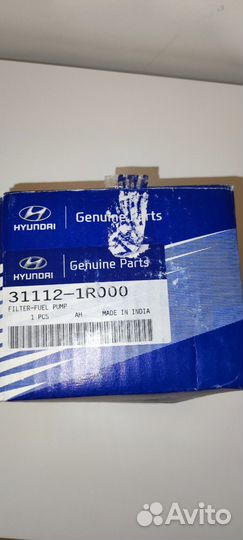 HYUNDAI Genuine Parts
HYUNDAI Genuine Parts
31112-1R000
FILTER-FUEL PUMP
1 PCS AH MADE IN INDIA
Avito